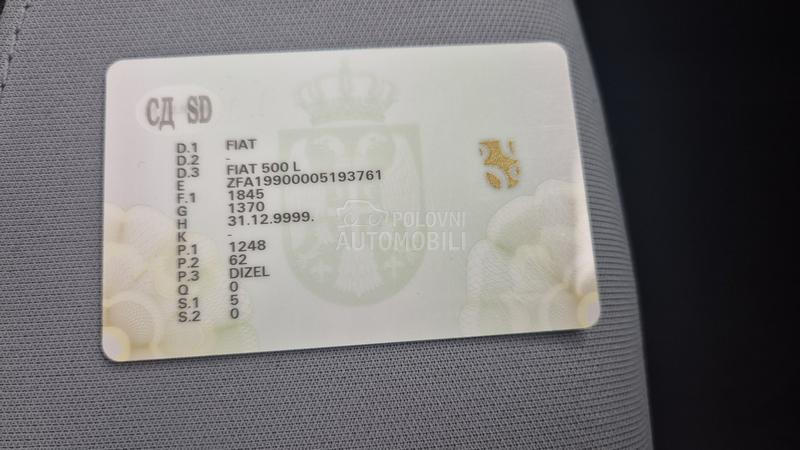 СД SD
D.1 FIAT
D.2 -
D.3 FIAT 500 L
E ZFA19900005193761
F.1 1845
G 1370
H 31.12.9999.
K -
P.1 1248
P.2 62
P.3 DIZEL
Q 0
S.1 5
S.2 0
POLOVNI
AUTOMOBILI